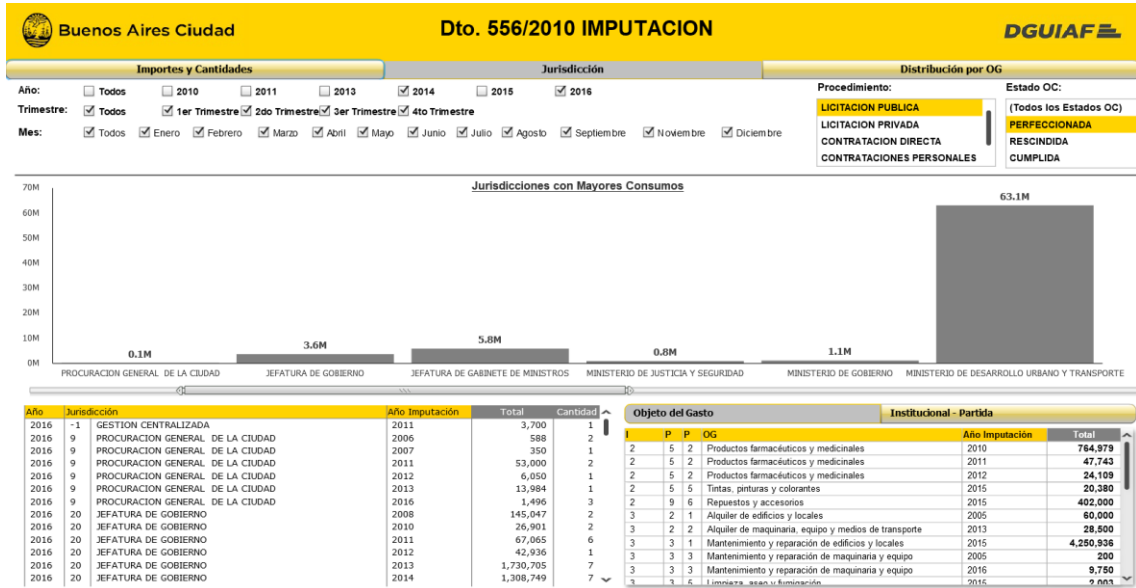 Buenos Aires Ciudad
Dto. 556/2010 IMPUTACION
DGUIAF
Importes y Cantidades
Jurisdicción
Distribución por OG
Año: Todos 2010 2011 2013 2014 2015 2016
Trimestre: Todos 1er Trimestre 2do Trimestre 3er Trimestre 4to Trimestre
Mes: Todos Enero Febrero Marzo Abril Mayo Junio Julio Agosto Septiembre Noviembre Diciembre
Procedimiento:
LICITACION PUBLICA
LICITACION PRIVADA
CONTRATACION DIRECTA
CONTRATACIONES PERSONALES
Estado OC:
(Todos los Estados OC)
PERFECCIONADA
RESCINDIDA
CUMPLIDA
Jurisdicciones con Mayores Consumos
70M
60M
50M
40M
30M
20M
10M
0M
0.1M
3.6M
5.8M
0.8M
1.1M
63.1M
PROCURACION GENERAL DE LA CIUDAD
JEFATURA DE GOBIERNO
JEFATURA DE GABINETE DE MINISTROS
MINISTERIO DE JUSTICIA Y SEGURIDAD
MINISTERIO DE GOBIERNO
MINISTERIO DE DESARROLLO URBANO Y TRANSPORTE
Año Jurisdicción Año Imputación Total Cantidad
2016 -1 GESTION CENTRALIZADA 2011 3,700 1
2016 9 PROCURACION GENERAL DE LA CIUDAD 2006 588 2
2016 9 PROCURACION GENERAL DE LA CIUDAD 2007 350 1
2016 9 PROCURACION GENERAL DE LA CIUDAD 2011 53,000 2
2016 9 PROCURACION GENERAL DE LA CIUDAD 2012 6,050 1
2016 9 PROCURACION GENERAL DE LA CIUDAD 2013 13,984 1
2016 9 PROCURACION GENERAL DE LA CIUDAD 2016 1,496 3
2016 20 JEFATURA DE GOBIERNO 2008 145,047 2
2016 20 JEFATURA DE GOBIERNO 2010 26,901 2
2016 20 JEFATURA DE GOBIERNO 2011 67,065 6
2016 20 JEFATURA DE GOBIERNO 2012 42,936 1
2016 20 JEFATURA DE GOBIERNO 2013 1,730,705 7
2016 20 JEFATURA DE GOBIERNO 2014 1,308,749 7
Objeto del Gasto
Institucional - Partida
I P P OG Año Imputación Total
2 5 2 Productos farmacéuticos y medicinales 2010 764,979
2 5 2 Productos farmacéuticos y medicinales 2011 47,743
2 5 2 Productos farmacéuticos y medicinales 2012 24,109
2 5 5 Tintas, pinturas y colorantes 2015 20,380
2 9 6 Repuestos y accesorios 2015 402,000
3 2 1 Alquiler de edificios y locales 2005 60,000
3 2 2 Alquiler de maquinaria, equipo y medios de transporte 2013 28,500
3 3 1 Mantenimiento y reparación de edificios y locales 2015 4,250,936
3 3 3 Mantenimiento y reparación de maquinaria y equipo 2005 200
3 3 3 Mantenimiento y reparación de maquinaria y equipo 2016 9,750
3 3 5 Limpieza, aseo y fumigación 2015 2,003